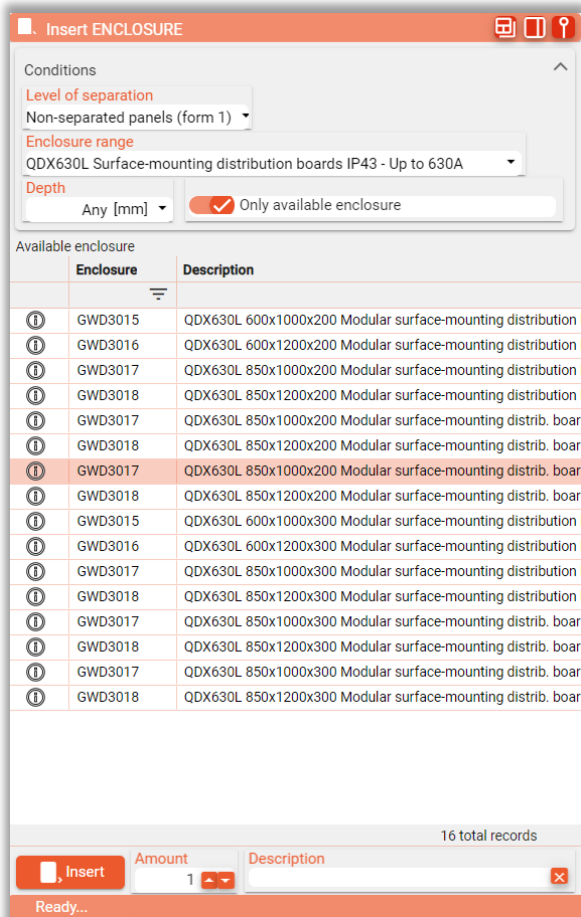 Insert ENCLOSURE
Conditions
Level of separation
Non-separated panels (form 1)
Enclosure range
QDX630L Surface-mounting distribution boards IP43 - Up to 630A
Depth
Any [mm]
Only available enclosure
Available enclosure
Enclosure Description
GWD3015 QDX630L 600x1000x200 Modular surface-mounting distribution
GWD3016 QDX630L 600x1200x200 Modular surface-mounting distribution
GWD3017 QDX630L 850x1000x200 Modular surface-mounting distribution
GWD3018 QDX630L 850x1200x200 Modular surface-mounting distribution
GWD3017 QDX630L 850x1000x200 Modular surface-mounting distrib. boar
GWD3018 QDX630L 850x1200x200 Modular surface-mounting distrib. boar
GWD3017 QDX630L 850x1000x200 Modular surface-mounting distrib. boar
GWD3018 QDX630L 850x1200x200 Modular surface-mounting distrib. boar
GWD3015 QDX630L 600x1000x300 Modular surface-mounting distribution
GWD3016 QDX630L 600x1200x300 Modular surface-mounting distribution
GWD3017 QDX630L 850x1000x300 Modular surface-mounting distribution
GWD3018 QDX630L 850x1200x300 Modular surface-mounting distribution
GWD3017 QDX630L 850x1000x300 Modular surface-mounting distrib. boar
GWD3018 QDX630L 850x1200x300 Modular surface-mounting distrib. boar
GWD3017 QDX630L 850x1000x300 Modular surface-mounting distrib. boar
GWD3018 QDX630L 850x1200x300 Modular surface-mounting distrib. boar
16 total records
Insert
Amount
1
Description
Ready...